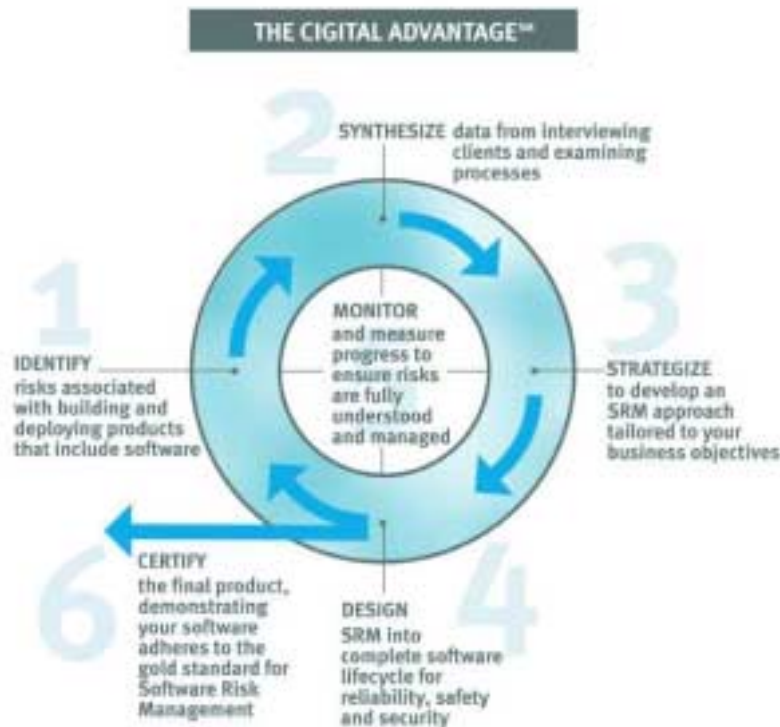 THE CIGITAL ADVANTAGE℠
2
SYNTHESIZE data from interviewing
clients and examining
processes
1
IDENTIFY
risks associated
with building and
deploying products
that include software
MONITOR
and measure
progress to
ensure risks
are fully
understood
and managed
3
STRATEGIZE
to develop an
SRM approach
tailored to your
business objectives
6
CERTIFY
the final product,
demonstrating
your software
adheres to the
gold standard for
Software Risk
Management
4
DESIGN
SRM into
complete software
lifecycle for
reliability, safety
and security